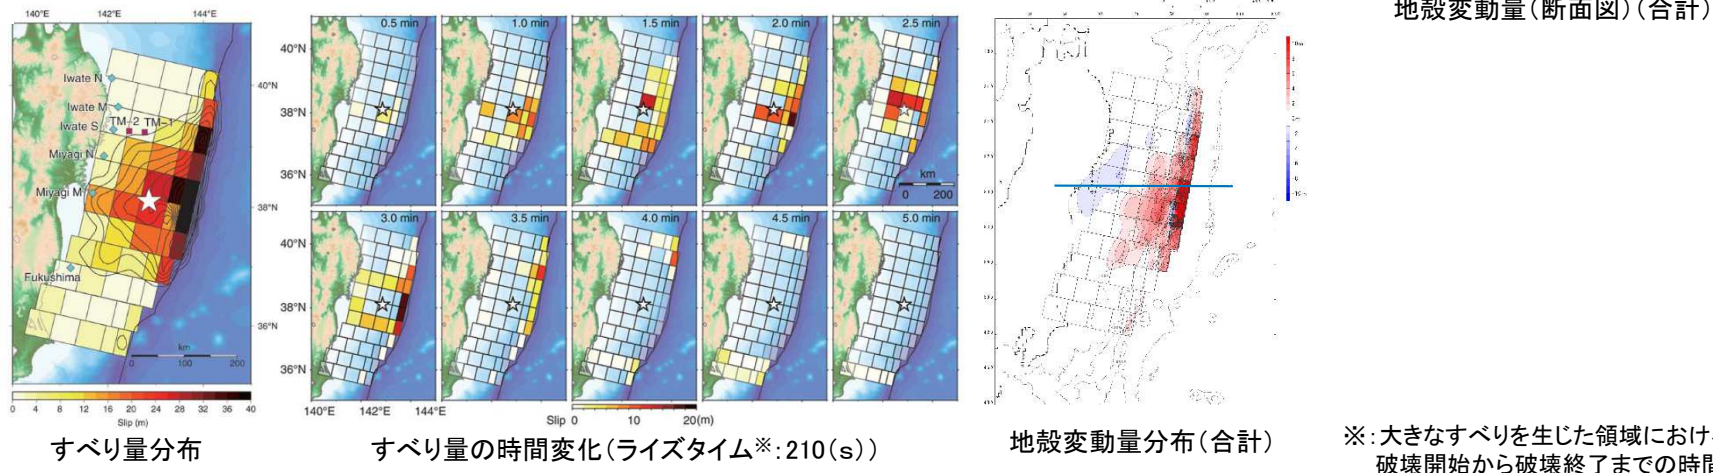 地殻変動量(断面図)(合計)
140°E 142°E 144°E
40°N
38°N
36°N
Iwate N
Iwate M
Iwate S
TM-2 TM-1
Miyagi N
Miyagi M
Fukushima
km
0 100 200
0 4 8 12 16 20 24 28 32 36 40
Slip (m)
すべり量分布
0.5 min 1.0 min 1.5 min 2.0 min 2.5 min
40°N
38°N
36°N
km
0 200
3.0 min 3.5 min 4.0 min 4.5 min 5.0 min
40°N
38°N
36°N
140°E 142°E 144°E
Slip 0 10 20(m)
すべり量の時間変化(ライズタイム※:210(s))
地殻変動量分布(合計)
※:大きなすべりを生じた領域におけ
破壊開始から破壊終了までの時間